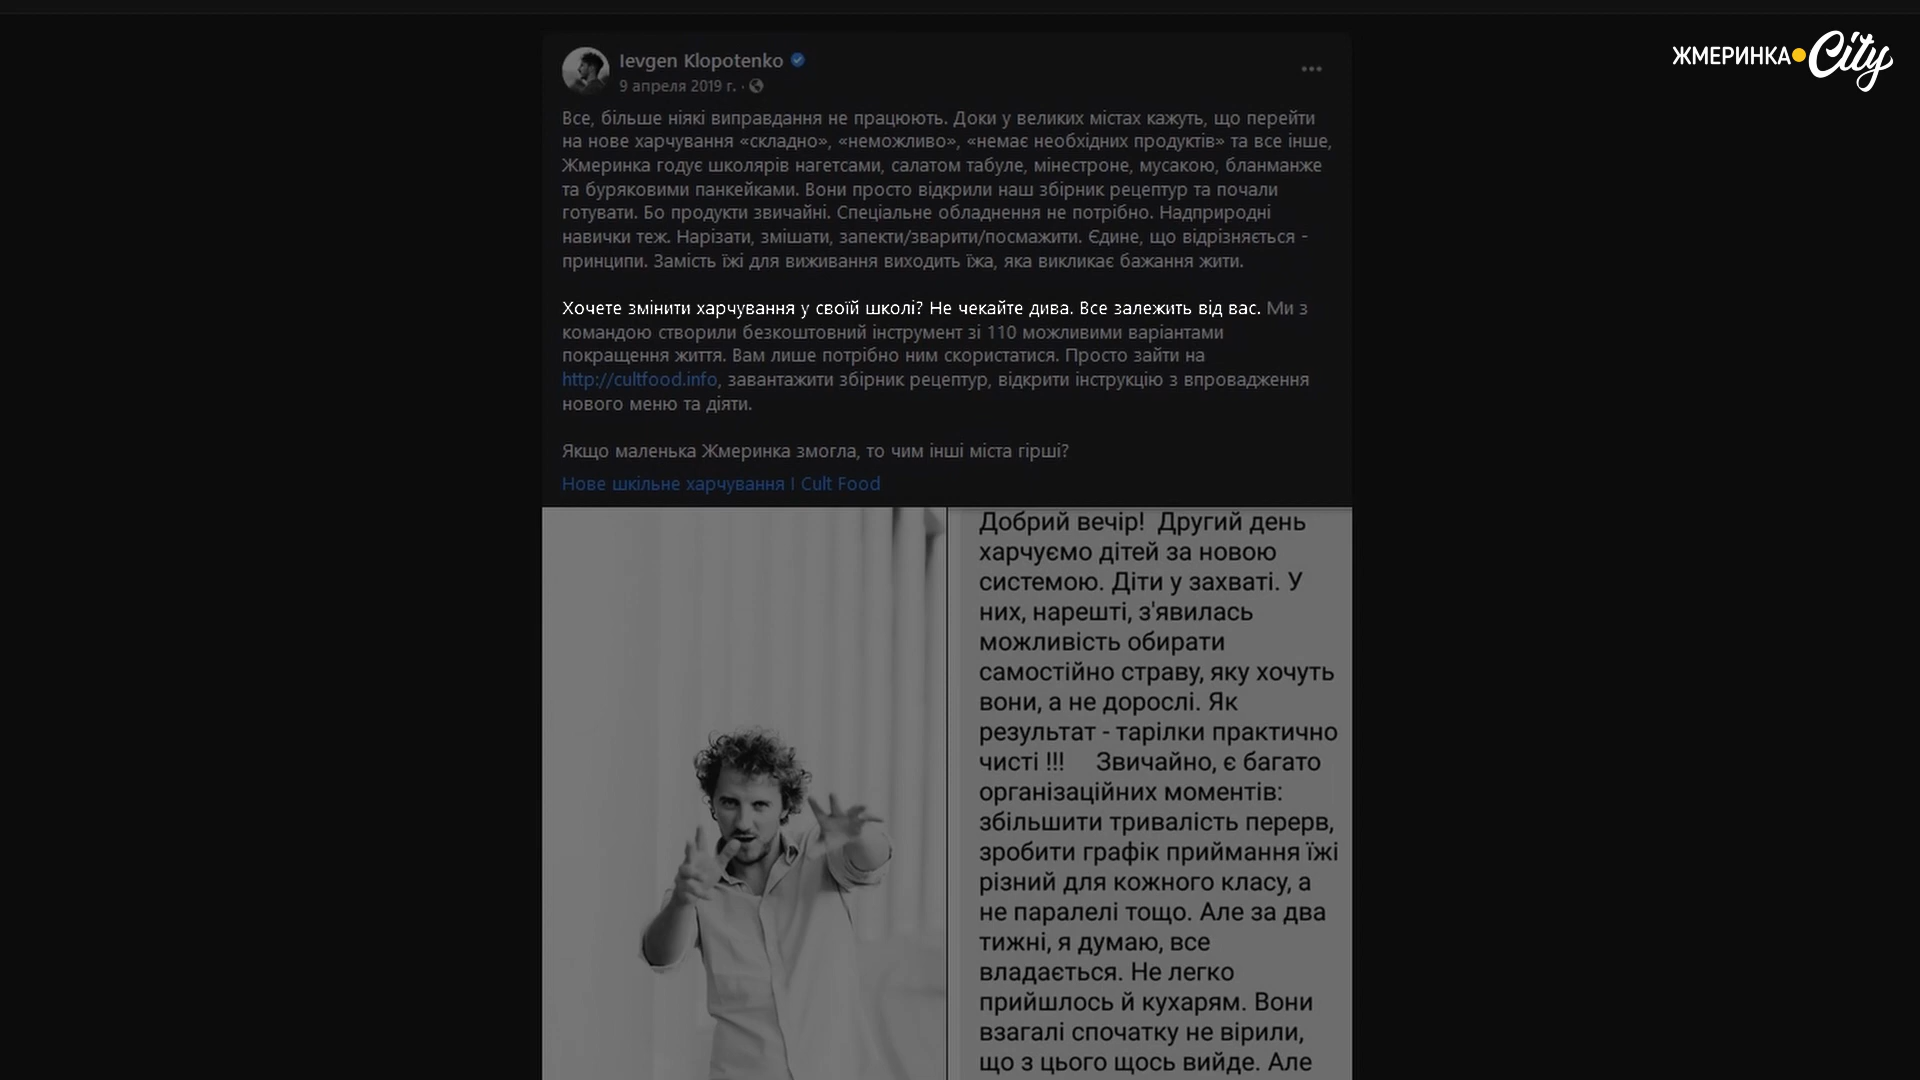 ЖМЕРИНКА City
Ievgen Klopotenko
9 апреля 2019 г. ·
Все, більше ніякі виправдання не працюють. Доки у великих містах кажуть, що перейти
на нове харчування «складно», «неможливо», «немає необхідних продуктів» та все інше,
Жмеринка годує школярів нагетсами, салатом табуле, мінестроне, мусакою, бланманже
та буряковими панкейками. Вони просто відкрили наш збірник рецептур та почали
готувати. Бо продукти звичайні. Спеціальне обладнення не потрібно. Надприродні
навички теж. Нарізати, змішати, запекти/зварити/посмажити. Єдине, що відрізняється -
принципи. Замість їжі для виживання виходить їжа, яка викликає бажання жити.
Хочете змінити харчування у своїй школі? Не чекайте дива. Все залежить від вас. Ми з
командою створили безкоштовний інструмент зі 110 можливими варіантами
покращення життя. Вам лише потрібно ним скористатися. Просто зайти на
http://cultfood.info, завантажити збірник рецептур, відкрити інструкцію з впровадження
нового меню та діяти.
Якщо маленька Жмеринка змогла, то чим інші міста гірші?
Нове шкільне харчування | Cult Food
Добрий вечір! Другий день
харчуємо дітей за новою
системою. Діти у захваті. У
них, нарешті, з'явилась
можливість обирати
самостійно страву, яку хочуть
вони, а не дорослі. Як
результат - тарілки практично
чисті !!! Звичайно, є багато
організаційних моментів:
збільшити тривалість перерв,
зробити графік приймання їжі
різний для кожного класу, а
не паралелі тощо. Але за два
тижні, я думаю, все
владається. Не легко
прийшлось й кухарям. Вони
взагалі спочатку не вірили,
що з цього щось вийде. Але